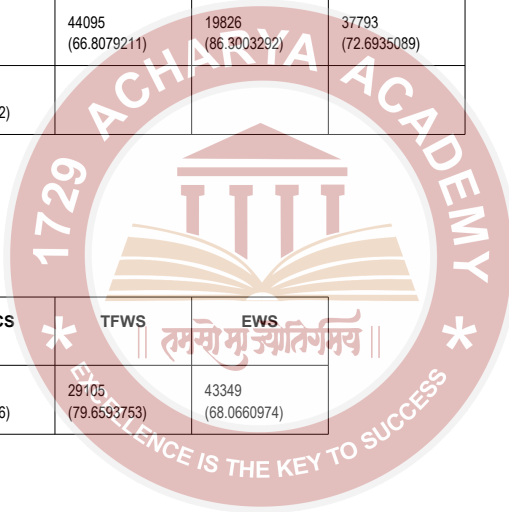 44095 19826 37793
(66.8079211) (86.3003292) (72.6935089)
2)
1729 ACHARYA ACADEMY
CS TFWS EWS
|| तमसो मा ज्योतिर्गमय ||
29105 43349
6) (79.6593753) (68.0660974)
* EXCELLENCE IS THE KEY TO SUCCESS *